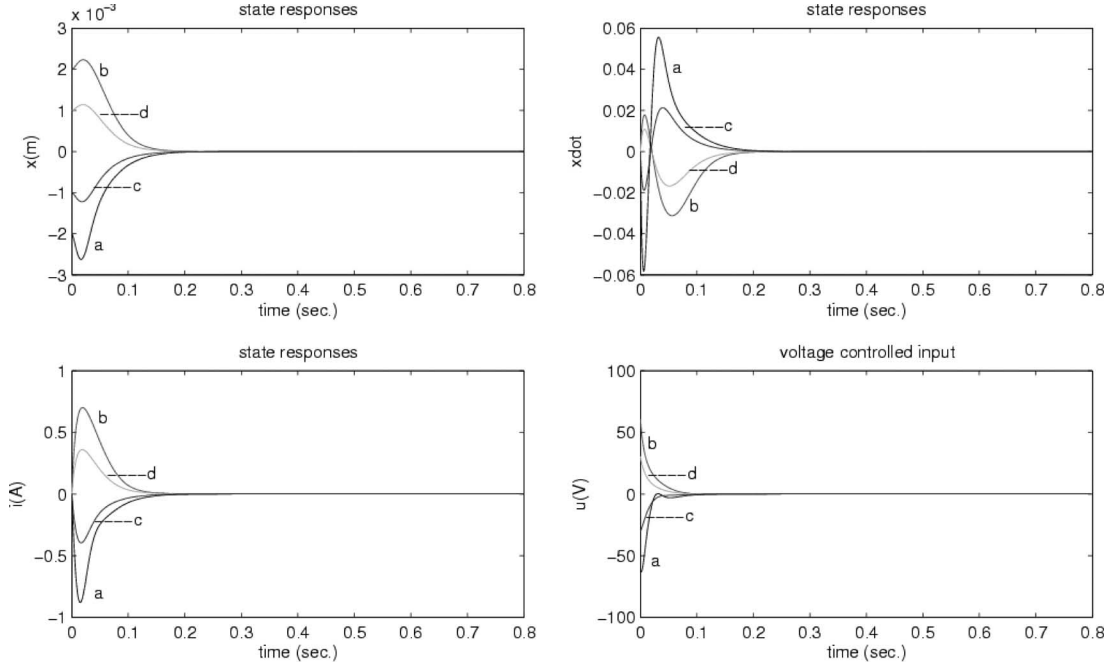 state responses
x 10⁻³
3
2
1
0
−1
−2
−3
x(m)
b
d
c
a
0 0.1 0.2 0.3 0.4 0.5 0.6 0.7 0.8
time (sec.)
state responses
0.06
0.04
0.02
0
−0.02
−0.04
−0.06
xdot
a
c
d
b
0 0.1 0.2 0.3 0.4 0.5 0.6 0.7 0.8
time (sec.)
state responses
1
0.5
0
−0.5
−1
i(A)
b
d
c
a
0 0.1 0.2 0.3 0.4 0.5 0.6 0.7 0.8
time (sec.)
voltage controlled input
100
50
0
−50
−100
u(V)
b
d
c
a
0 0.1 0.2 0.3 0.4 0.5 0.6 0.7 0.8
time (sec.)